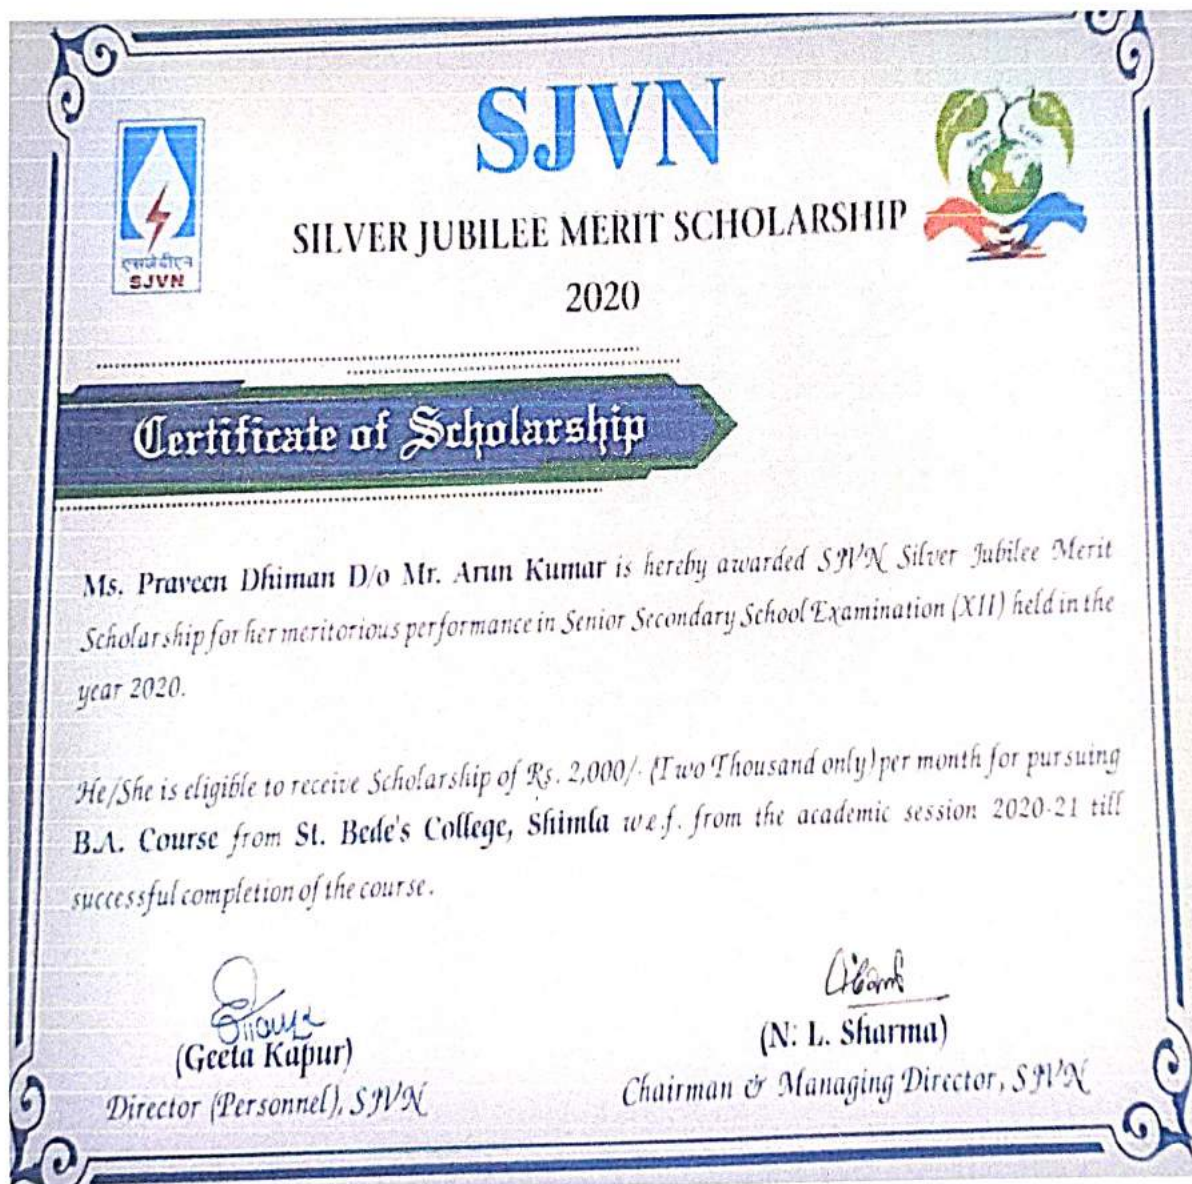 SJVN
एसजेवीएन
SJVN
SILVER JUBILEE MERIT SCHOLARSHIP
2020
Certificate of Scholarship
Ms. Praveen Dhiman D/o Mr. Arun Kumar is hereby awarded SJVN Silver Jubilee Merit
Scholarship for her meritorious performance in Senior Secondary School Examination (XII) held in the
year 2020.
He/She is eligible to receive Scholarship of Rs. 2,000/- (Two Thousand only) per month for pursuing
B.A. Course from St. Bede's College, Shimla w.e.f. from the academic session 2020-21 till
successful completion of the course.
(Geeta Kapur)
Director (Personnel), SJVN
(N. L. Sharma)
Chairman & Managing Director, SJVN